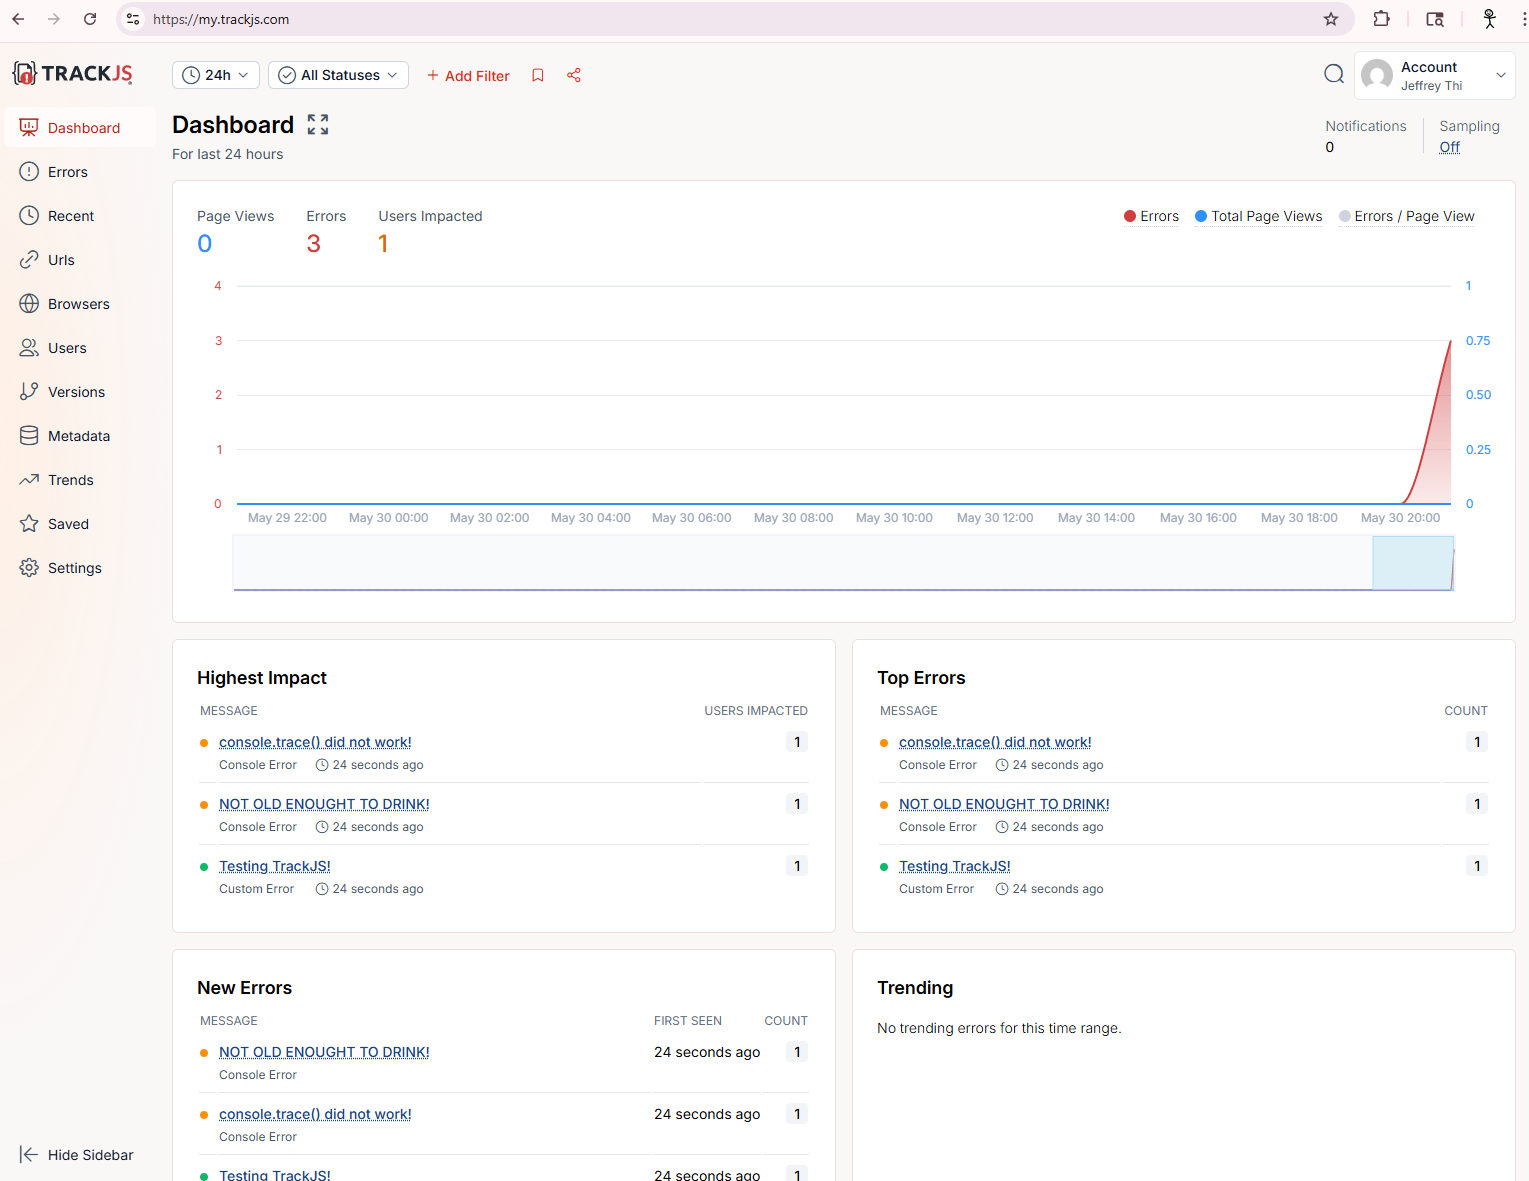 https://my.trackjs.com
TRACKJS
24h
All Statuses
+ Add Filter
Account
Jeffrey Thi
Dashboard
Errors
Recent
Urls
Browsers
Users
Versions
Metadata
Trends
Saved
Settings
Hide Sidebar
Dashboard
For last 24 hours
Notifications
0
Sampling
Off
Page Views
0
Errors
3
Users Impacted
1
Errors
Total Page Views
Errors / Page View
4
3
2
1
0
1
0.75
0.50
0.25
0
May 29 22:00
May 30 00:00
May 30 02:00
May 30 04:00
May 30 06:00
May 30 08:00
May 30 10:00
May 30 12:00
May 30 14:00
May 30 16:00
May 30 18:00
May 30 20:00
Highest Impact
MESSAGE USERS IMPACTED
console.trace() did not work! 1
Console Error 24 seconds ago
NOT OLD ENOUGHT TO DRINK! 1
Console Error 24 seconds ago
Testing TrackJS! 1
Custom Error 24 seconds ago
Top Errors
MESSAGE COUNT
console.trace() did not work! 1
Console Error 24 seconds ago
NOT OLD ENOUGHT TO DRINK! 1
Console Error 24 seconds ago
Testing TrackJS! 1
Custom Error 24 seconds ago
New Errors
MESSAGE FIRST SEEN COUNT
NOT OLD ENOUGHT TO DRINK! 24 seconds ago 1
Console Error
console.trace() did not work! 24 seconds ago 1
Console Error
Testing TrackJS! 24 seconds ago 1
Trending
No trending errors for this time range.